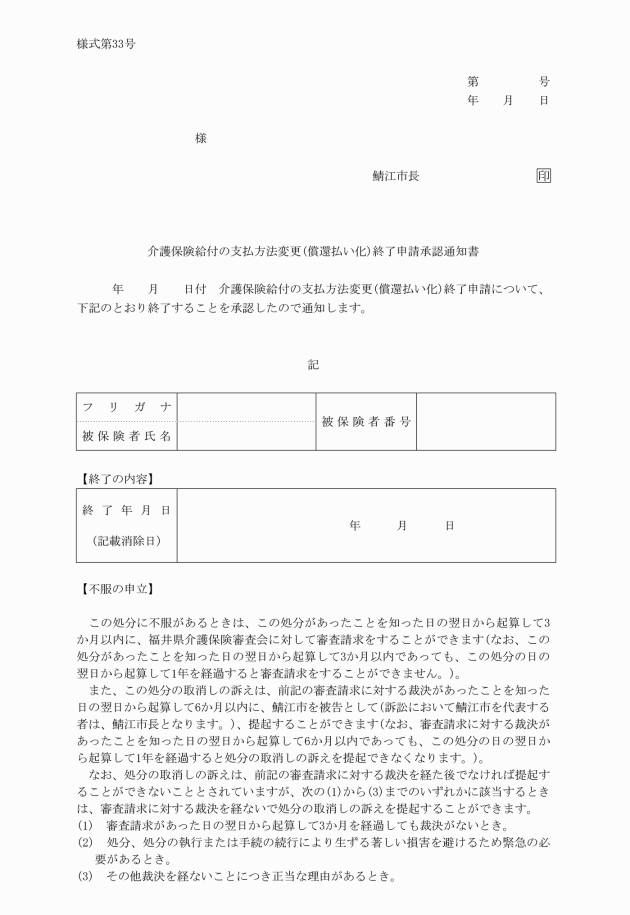 様式第33号
第　　　　　号
年　　月　　日
様
鯖江市長　　　　　　　　　　印
介護保険給付の支払方法変更(償還払い化)終了申請承認通知書
年　　月　　日付　介護保険給付の支払方法変更(償還払い化)終了申請について、
下記のとおり終了することを承認したので通知します。
記
フリガナ
被保険者氏名
被保険者番号
【終了の内容】
終了年月日
(記載消除日)
年　　　月　　　日
【不服の申立】
この処分に不服があるときは、この処分があったことを知った日の翌日から起算して3
か月以内に、福井県介護保険審査会に対して審査請求をすることができます(なお、この
処分があったことを知った日の翌日から起算して3か月以内であっても、この処分の日の
翌日から起算して1年を経過すると審査請求をすることができません。)。
また、この処分の取消しの訴えは、前記の審査請求に対する裁決があったことを知った
日の翌日から起算して6か月以内に、鯖江市を被告として(訴訟において鯖江市を代表する
者は、鯖江市長となります。)、提起することができます(なお、審査請求に対する裁決が
あったことを知った日の翌日から起算して6か月以内であっても、この処分の日の翌日か
ら起算して1年を経過すると処分の取消しの訴えを提起できなくなります。)。
なお、処分の取消しの訴えは、前記の審査請求に対する裁決を経た後でなければ提起す
ることができないこととされていますが、次の(1)から(3)までのいずれかに該当するとき
は、審査請求に対する裁決を経ないで処分の取消しの訴えを提起することができます。
(1)　審査請求があった日の翌日から起算して3か月を経過しても裁決がないとき。
(2)　処分、処分の執行または手続の続行により生ずる著しい損害を避けるため緊急の必
要があるとき。
(3)　その他裁決を経ないことにつき正当な理由があるとき。